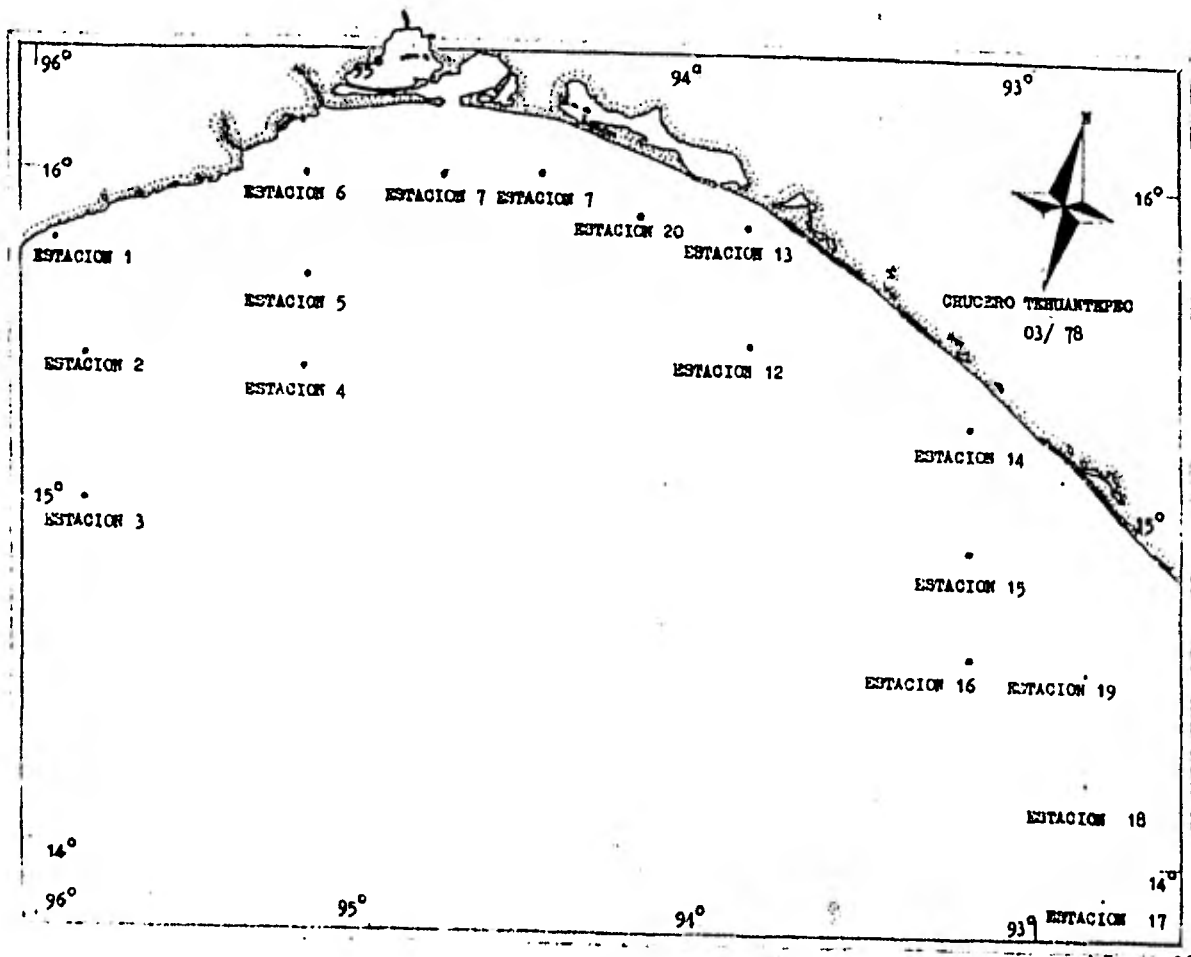 96°
94°
93°
N
16°
16°
ESTACION 6
ESTACION 7
ESTACION 7
ESTACION 20
ESTACION 13
ESTACION 1
ESTACION 5
CRUCERO TEHUANTEPEC
03/ 78
ESTACION 2
ESTACION 4
ESTACION 12
ESTACION 14
15°
ESTACION 3
15°
ESTACION 15
ESTACION 16
ESTACION 19
ESTACION 18
14°
14°
96°
95°
94°
93°
ESTACION 17